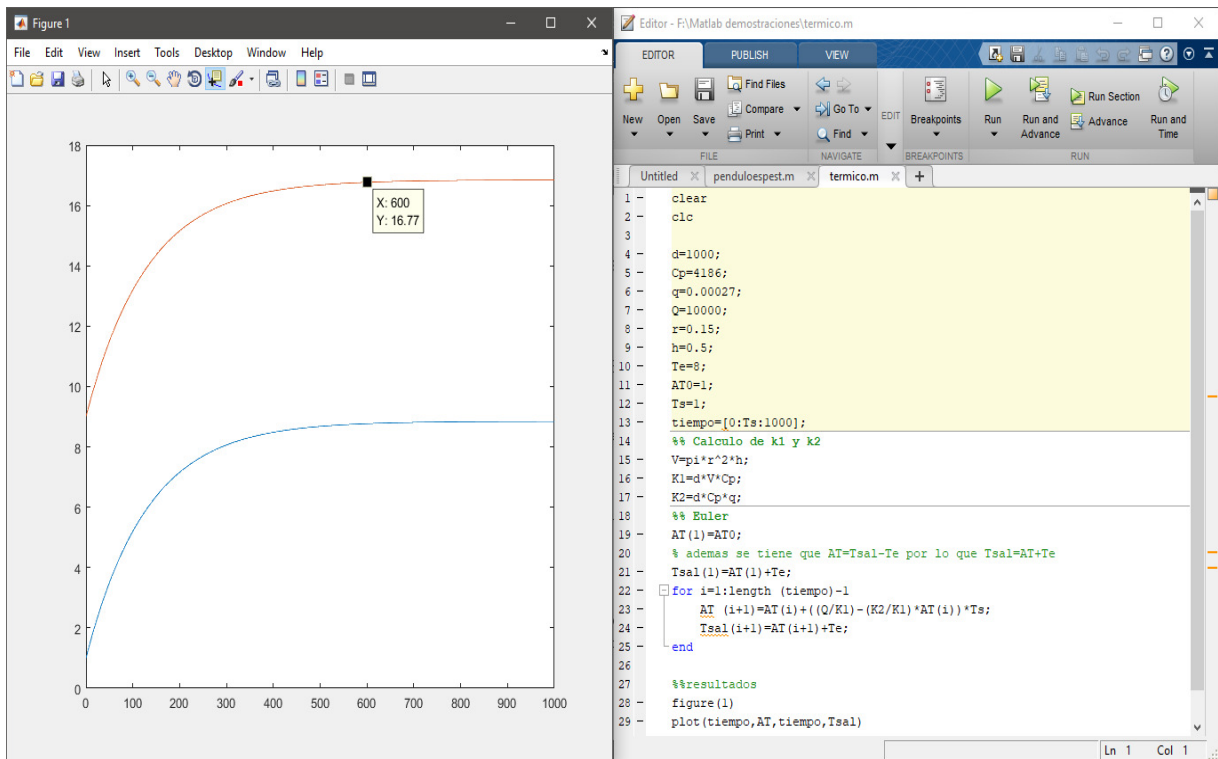 Figure 1
File Edit View Insert Tools Desktop Window Help
18
16
14
12
10
8
6
4
2
0
X: 600
Y: 16.77
0 100 200 300 400 500 600 700 800 900 1000
Editor - F:\Matlab demostraciones\termico.m
EDITOR PUBLISH VIEW
New Open Save
Find Files
Compare
Print
FILE
Go To
Find
NAVIGATE
EDIT
Breakpoints
BREAKPOINTS
Run
Run and Advance
Run Section
Advance
Run and Time
RUN
Untitled penduloespest.m termico.m
1 - clear
2 - clc
3
4 - d=1000;
5 - Cp=4186;
6 - q=0.00027;
7 - Q=10000;
8 - r=0.15;
9 - h=0.5;
10 - Te=8;
11 - AT0=1;
12 - Ts=1;
13 - tiempo=[0:Ts:1000];
14 %% Calculo de k1 y k2
15 - V=pi*r^2*h;
16 - K1=d*V*Cp;
17 - K2=d*Cp*q;
18 %% Euler
19 - AT(1)=AT0;
20 % ademas se tiene que AT=Tsal-Te por lo que Tsal=AT+Te
21 - Tsal(1)=AT(1)+Te;
22 - for i=1:length (tiempo)-1
23 - AT (i+1)=AT(i)+((Q/K1)-(K2/K1)*AT(i))*Ts;
24 - Tsal(i+1)=AT(i+1)+Te;
25 - end
26
27 %%resultados
28 - figure(1)
29 - plot(tiempo,AT,tiempo,Tsal)
Ln 1 Col 1